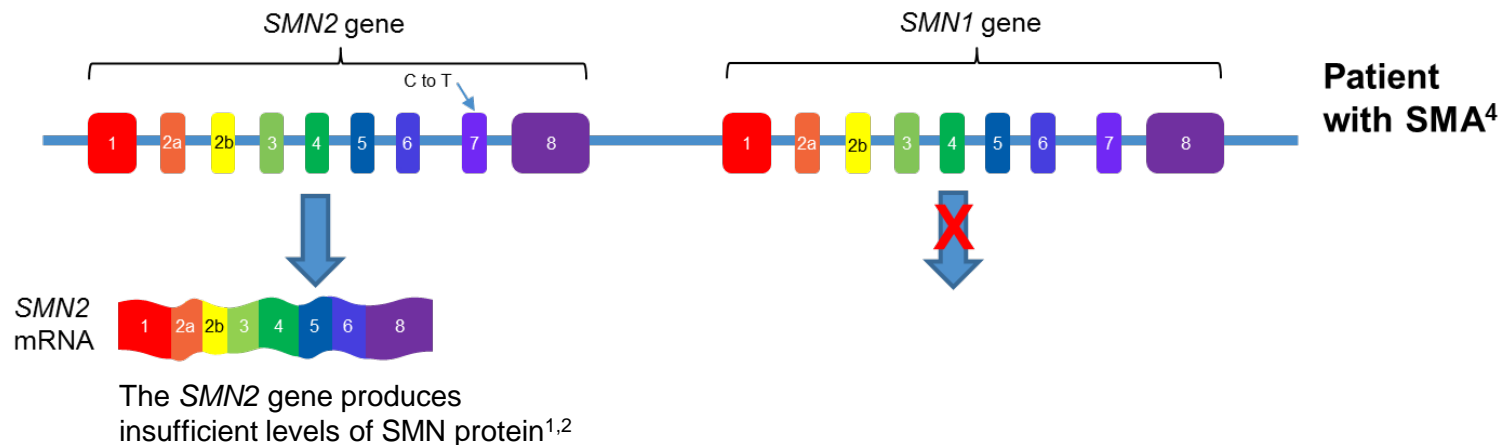 SMN2 gene
SMN1 gene
Patient
with SMA4
C to T
1 2a 2b 3 4 5 6 7 8
1 2a 2b 3 4 5 6 7 8
X
SMN2
mRNA
1 2a 2b 3 4 5 6 8
The SMN2 gene produces
insufficient levels of SMN protein1,2